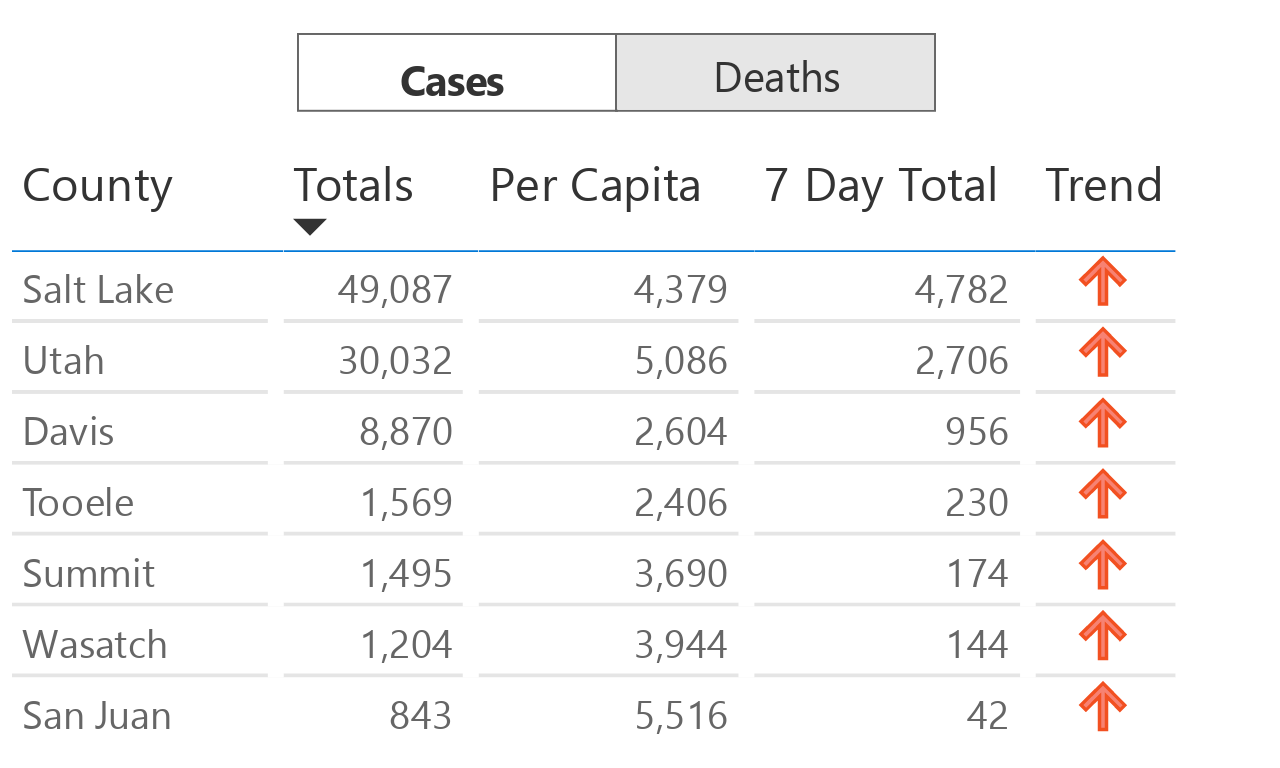 Cases Deaths
County Totals Per Capita 7 Day Total Trend
Salt Lake 49,087 4,379 4,782
Utah 30,032 5,086 2,706
Davis 8,870 2,604 956
Tooele 1,569 2,406 230
Summit 1,495 3,690 174
Wasatch 1,204 3,944 144
San Juan 843 5,516 42